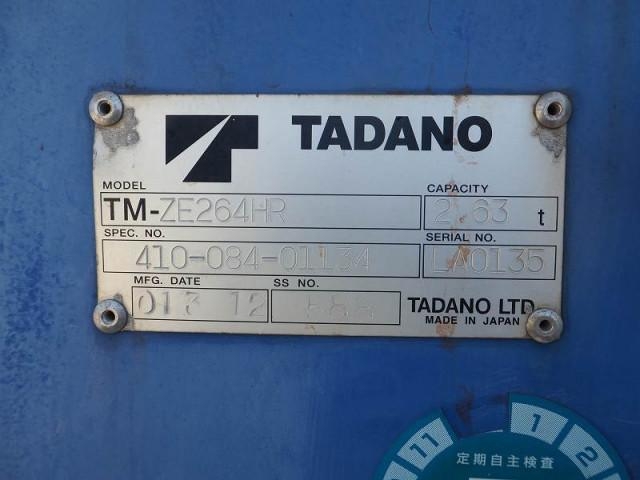 TADANO
MODEL
CAPACITY
TM-ZE264HR
2.63 t
SPEC. NO.
SERIAL NO.
410-084-01134
LA0135
MFG. DATE
SS NO.
013 12
TADANO LTD.
MADE IN JAPAN
11
1
2
定期自主検査